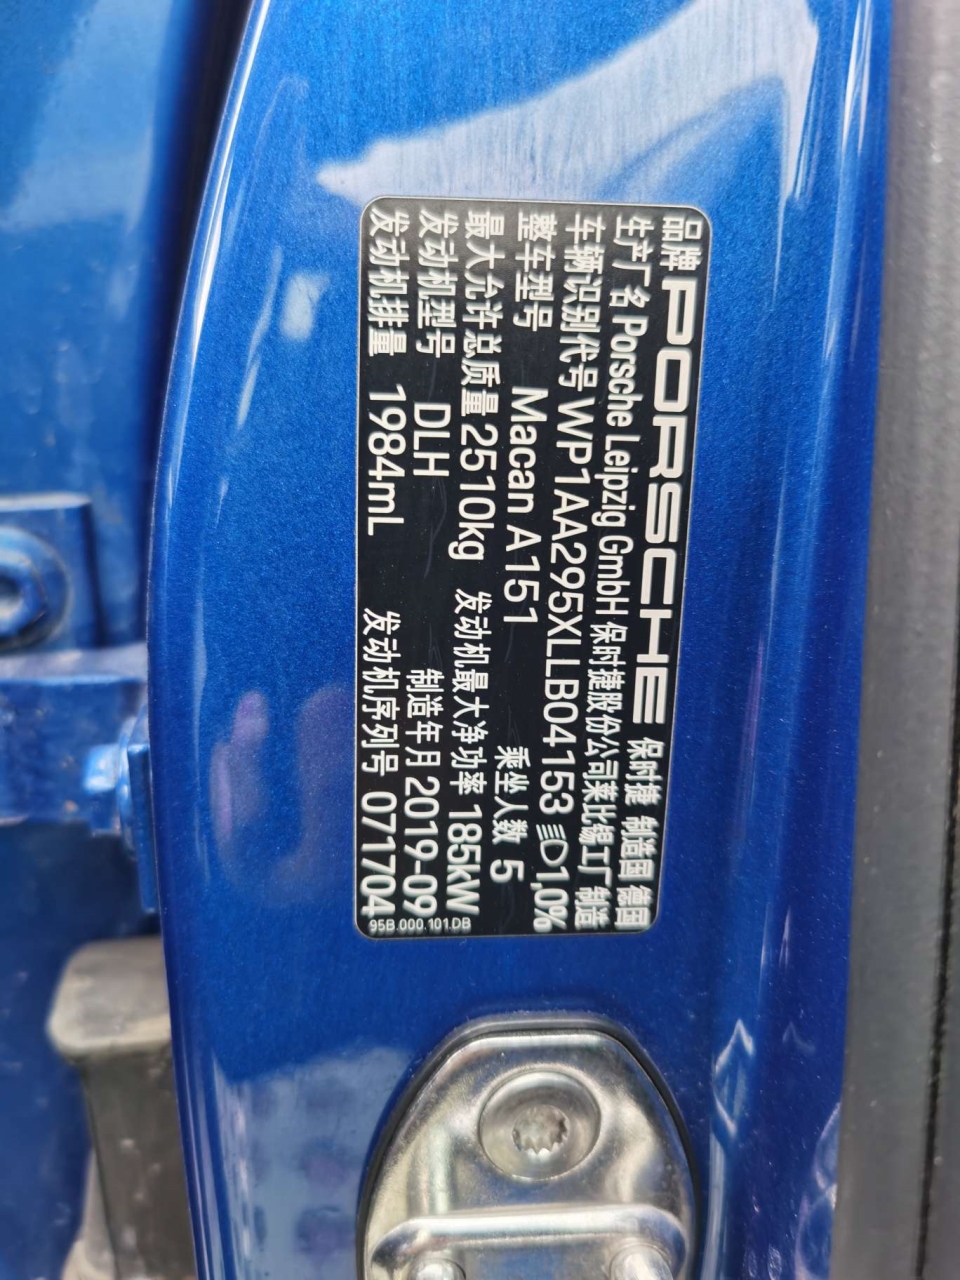 品牌 PORSCHE 保时捷 制造国 德国
生产厂名 Porsche Leipzig GmbH 保时捷股份公司莱比锡工厂 制造
车辆识别代号 WP1AA295XLLB04153 1,0%
整车型号 Macan A151 乘坐人数 5
最大允许总质量 2510kg 发动机最大净功率 185kW
发动机型号 DLH 制造年月 2019-09
发动机排量 1984mL 发动机序列号 071704
95B.000.101.DB